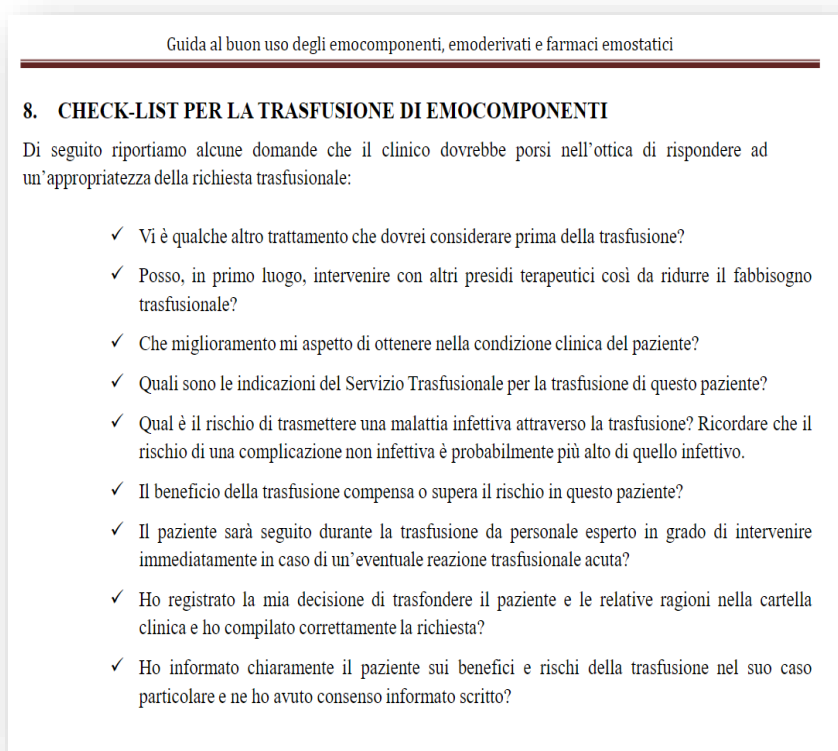 Guida al buon uso degli emocomponenti, emoderivati e farmaci emostatici
8. CHECK-LIST PER LA TRASFUSIONE DI EMOCOMPONENTI
Di seguito riportiamo alcune domande che il clinico dovrebbe porsi nell'ottica di rispondere ad
un'appropriatezza della richiesta trasfusionale:
✓ Vi è qualche altro trattamento che dovrei considerare prima della trasfusione?
✓ Posso, in primo luogo, intervenire con altri presidi terapeutici così da ridurre il fabbisogno
trasfusionale?
✓ Che miglioramento mi aspetto di ottenere nella condizione clinica del paziente?
✓ Quali sono le indicazioni del Servizio Trasfusionale per la trasfusione di questo paziente?
✓ Qual è il rischio di trasmettere una malattia infettiva attraverso la trasfusione? Ricordare che il
rischio di una complicazione non infettiva è probabilmente più alto di quello infettivo.
✓ Il beneficio della trasfusione compensa o supera il rischio in questo paziente?
✓ Il paziente sarà seguito durante la trasfusione da personale esperto in grado di intervenire
immediatamente in caso di un'eventuale reazione trasfusionale acuta?
✓ Ho registrato la mia decisione di trasfondere il paziente e le relative ragioni nella cartella
clinica e ho compilato correttamente la richiesta?
✓ Ho informato chiaramente il paziente sui benefici e rischi della trasfusione nel suo caso
particolare e ne ho avuto consenso informato scritto?